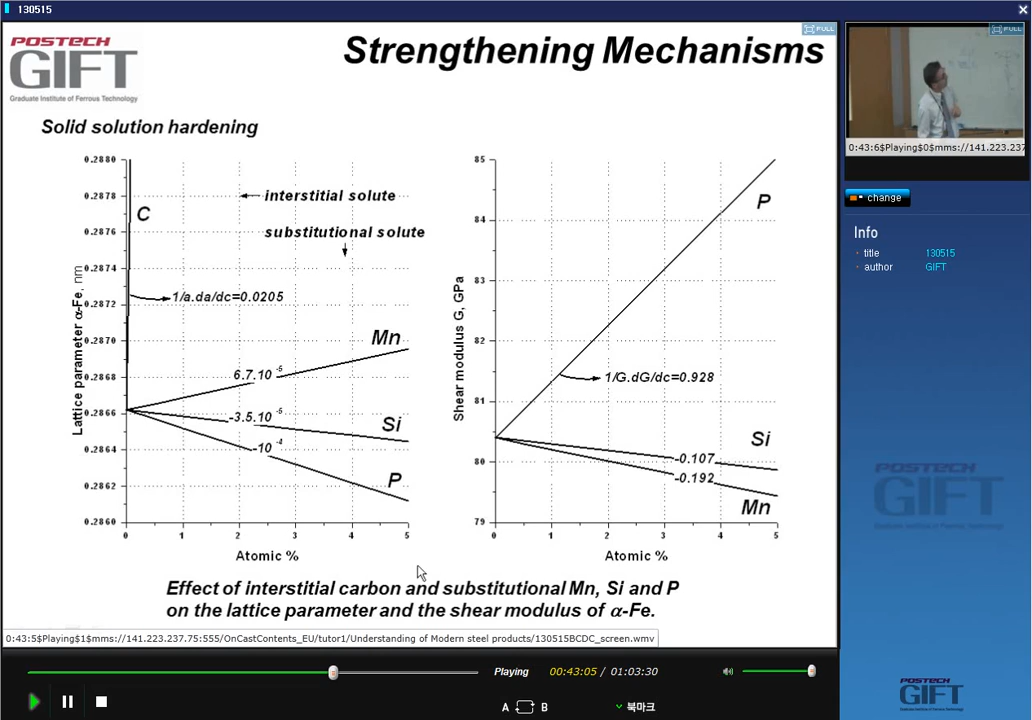 130515
POSTECH
GIFT
Graduate Institute of Ferrous Technology
Strengthening Mechanisms
FULL
FULL
Solid solution hardening
0.2880
0.2878
0.2876
0.2874
0.2872
0.2870
0.2868
0.2866
0.2864
0.2862
0.2860
Lattice parameter α-Fe, nm
C
interstitial solute
substitutional solute
1/a.da/dc=0.0205
Mn
6.7.10 -5
-3.5.10 -5
Si
-10 -4
P
0 1 2 3 4 5
Atomic %
85
84
83
82
81
80
79
Shear modulus G, GPa
P
1/G.dG/dc=0.928
Si
-0.107
-0.192
Mn
0 1 2 3 4 5
Atomic %
Effect of interstitial carbon and substitutional Mn, Si and P
on the lattice parameter and the shear modulus of α-Fe.
0:43:5$Playing$1$mms://141.223.237.75:555/OnCastContents_EU/tutor1/Understanding of Modern steel products/130515BCDC_screen.wmv
Playing 00:43:05 / 01:03:30
A B 북마크
0:43:6$Playing$0$mms://141.223.237
change
Info
title 130515
author GIFT
POSTECH
GIFT
POSTECH
GIFT